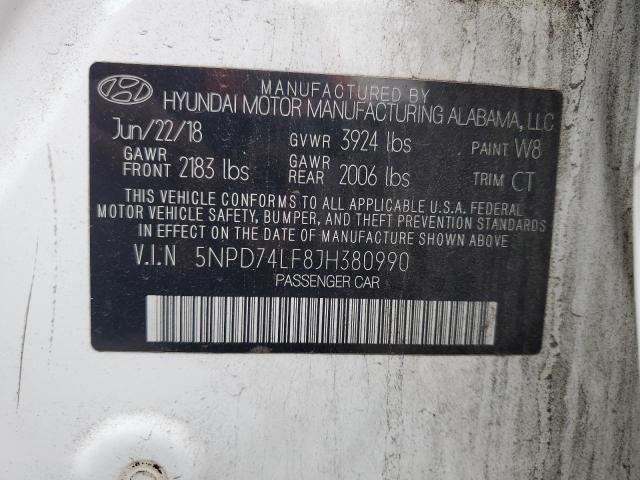 MANUFACTURED BY
HYUNDAI MOTOR MANUFACTURING ALABAMA, LLC
Jun/22/18 GVWR 3924 lbs PAINT W8
GAWR FRONT 2183 lbs GAWR REAR 2006 lbs TRIM CT
THIS VEHICLE CONFORMS TO ALL APPLICABLE U.S.A. FEDERAL
MOTOR VEHICLE SAFETY, BUMPER, AND THEFT PREVENTION STANDARDS
IN EFFECT ON THE DATE OF MANUFACTURE SHOWN ABOVE.
V.I.N 5NPD74LF8JH380990
PASSENGER CAR